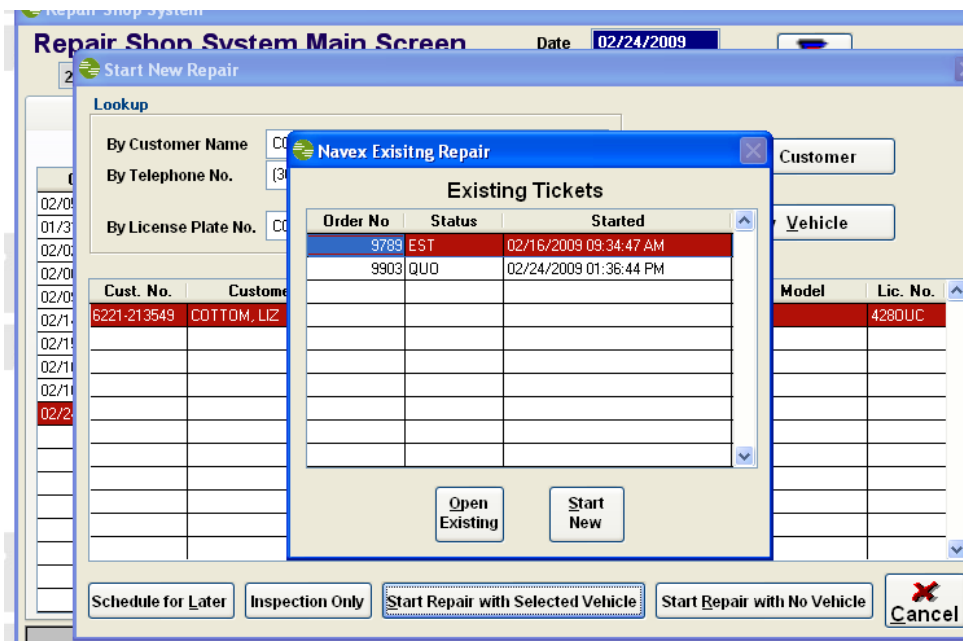 Repair Shop System
Repair Shop System Main Screen Date 02/24/2009
Start New Repair
Lookup
By Customer Name
By Telephone No.
By License Plate No.
Customer
Vehicle
Navex Exisitng Repair
Existing Tickets
Order No Status Started
9789 EST 02/16/2009 09:34:47 AM
9903 QUO 02/24/2009 01:36:44 PM
Open Existing
Start New
Cust. No. Model Lic. No.
6221-213549 COTTOM, LIZ 4280UC
Schedule for Later Inspection Only Start Repair with Selected Vehicle Start Repair with No Vehicle Cancel